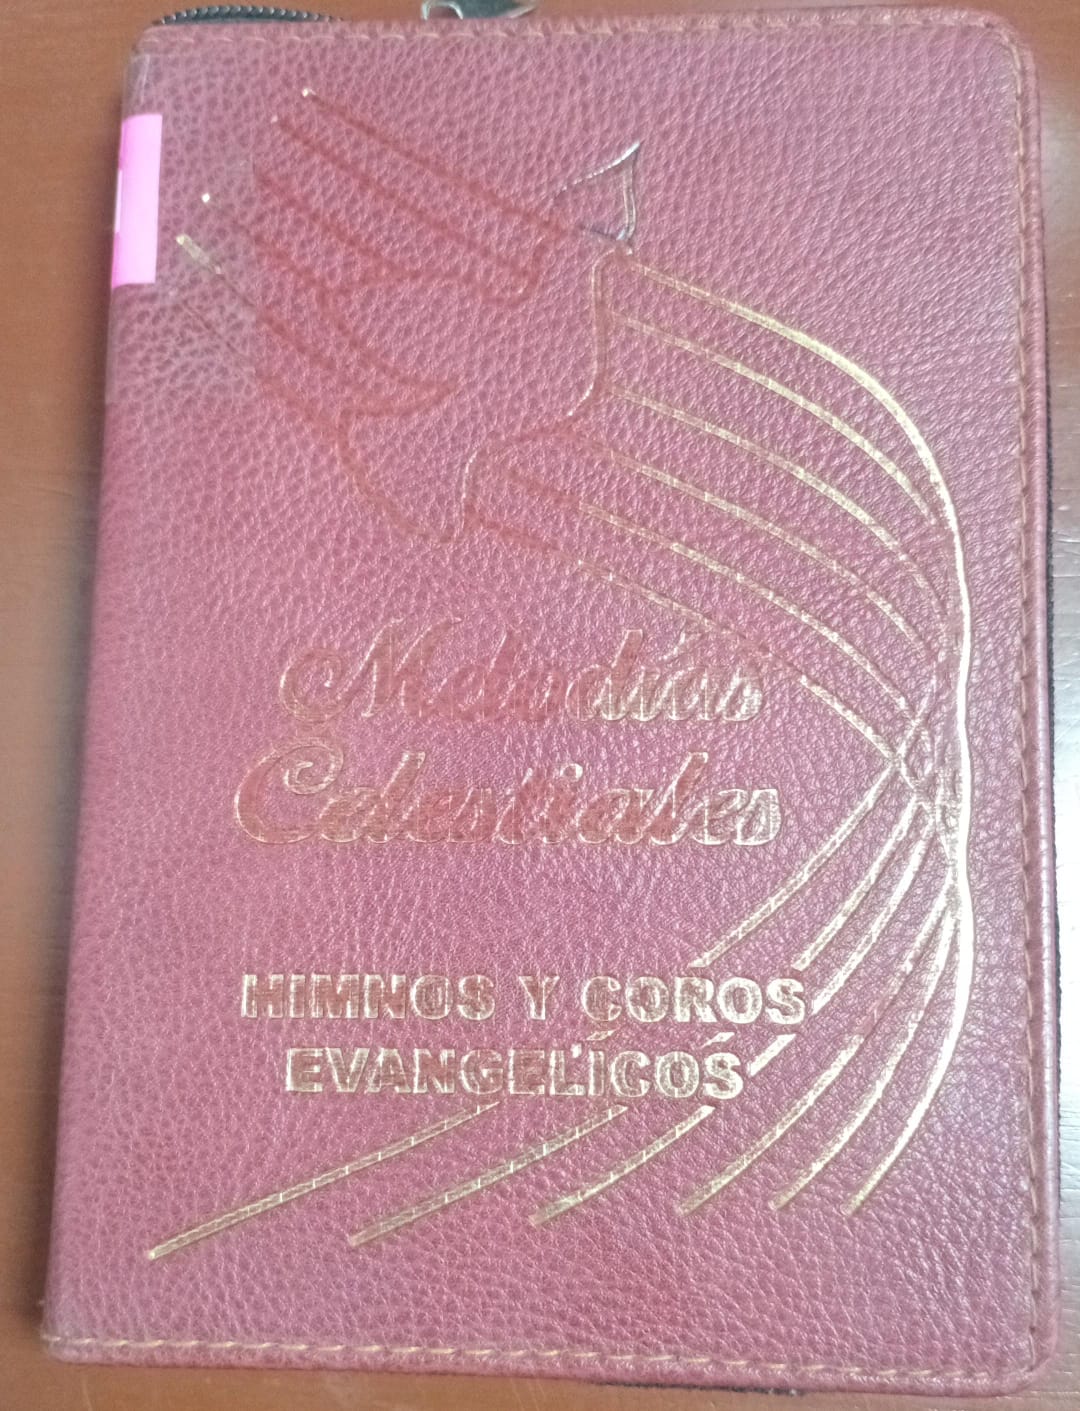 Melodías
Celestiales
HIMNOS Y COROS
EVANGELÍCOS